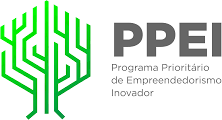 PPEI
Programa Prioritário
de Empreendedorismo
Inovador